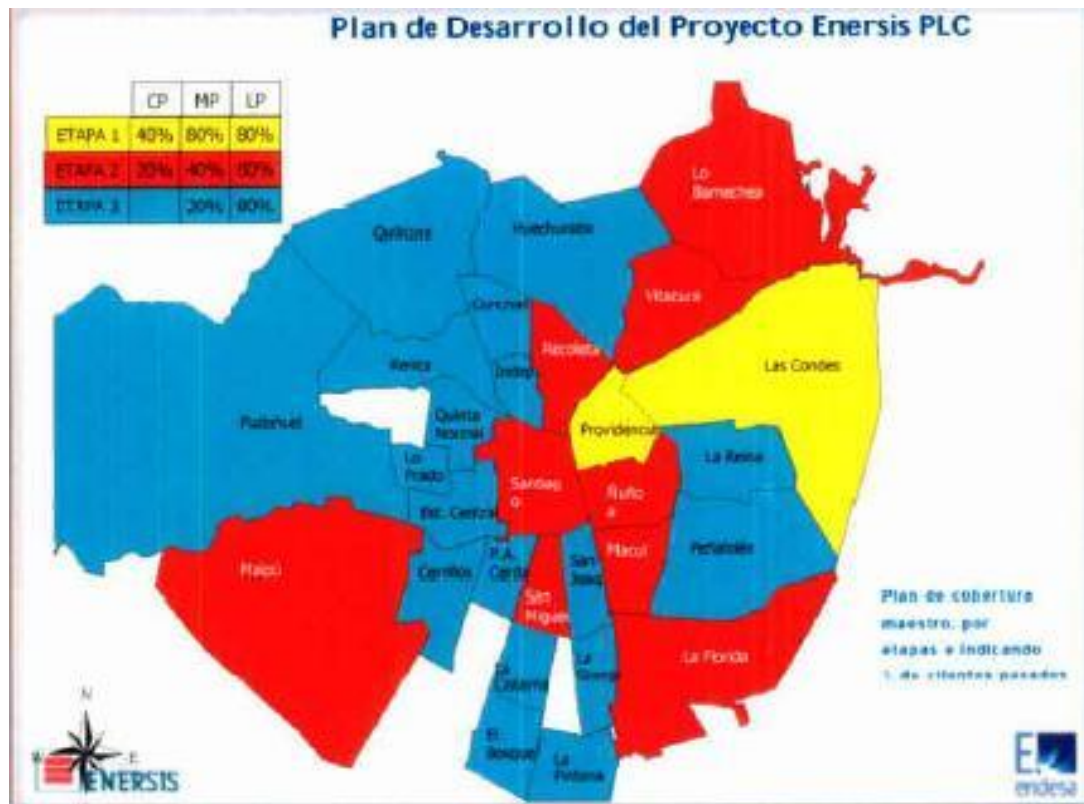 Plan de Desarrollo del Proyecto Enersis PLC
CP MP LP
ETAPA 1 40% 80% 80%
ETAPA 2 20% 40% 80%
ETAPA 3 20% 80%
Lo
Barnechea
Quilicura
Huechuraba
Vitacura
Conchalí
Recoleta
Renca
Indep
Las Condes
Pudahuel
Quinta
Normal
Providencia
Lo
Prado
La Reina
Santiag
o
Ñuño
a
Est. Central
Maipú
Cerrillos
P.A.
Cerda
San
Joaq
Macul
Peñalolén
San
Miguel
La
Cisterna
La
Granja
La Florida
El
Bosque
La
Pintana
Plan de cobertura
maestro, por
etapas e indicando
de clientes pasados
N
W E
ENERSIS
E.
endesa